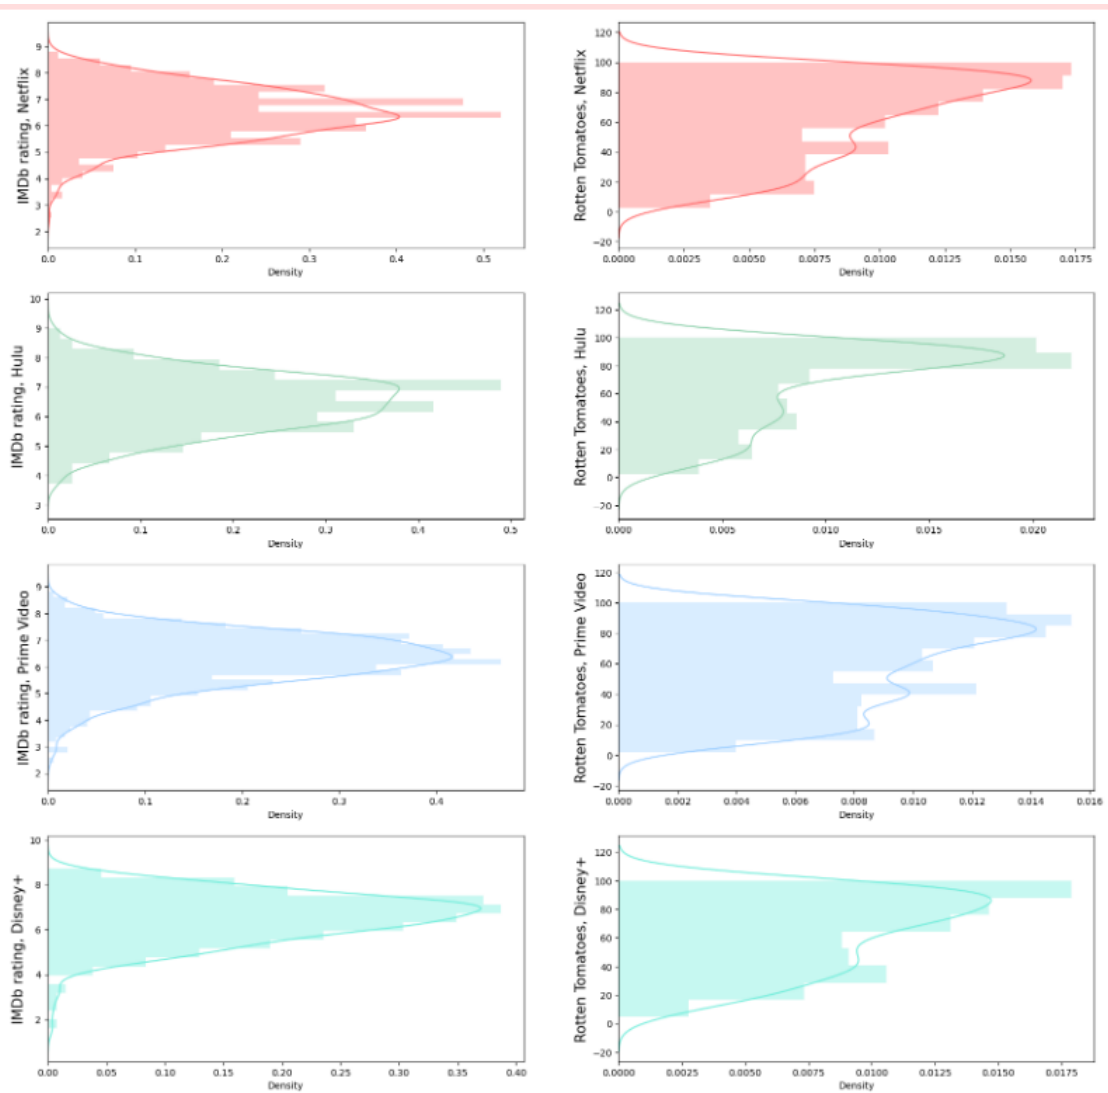 IMDb rating, Netflix
9
8
7
6
5
4
3
2
0.0 0.1 0.2 0.3 0.4 0.5
Density
Rotten Tomatoes, Netflix
120
100
80
60
40
20
0
−20
0.0000 0.0025 0.0050 0.0075 0.0100 0.0125 0.0150 0.0175
Density
IMDb rating, Hulu
10
9
8
7
6
5
4
3
0.0 0.1 0.2 0.3 0.4 0.5
Density
Rotten Tomatoes, Hulu
120
100
80
60
40
20
0
−20
0.000 0.005 0.010 0.015 0.020
Density
IMDb rating, Prime Video
9
8
7
6
5
4
3
2
0.0 0.1 0.2 0.3 0.4
Density
Rotten Tomatoes, Prime Video
120
100
80
60
40
20
0
−20
0.000 0.002 0.004 0.006 0.008 0.010 0.012 0.014 0.016
Density
IMDb rating, Disney+
10
8
6
4
2
0.00 0.05 0.10 0.15 0.20 0.25 0.30 0.35 0.40
Density
Rotten Tomatoes, Disney+
120
100
80
60
40
20
0
−20
0.0000 0.0025 0.0050 0.0075 0.0100 0.0125 0.0150 0.0175
Density